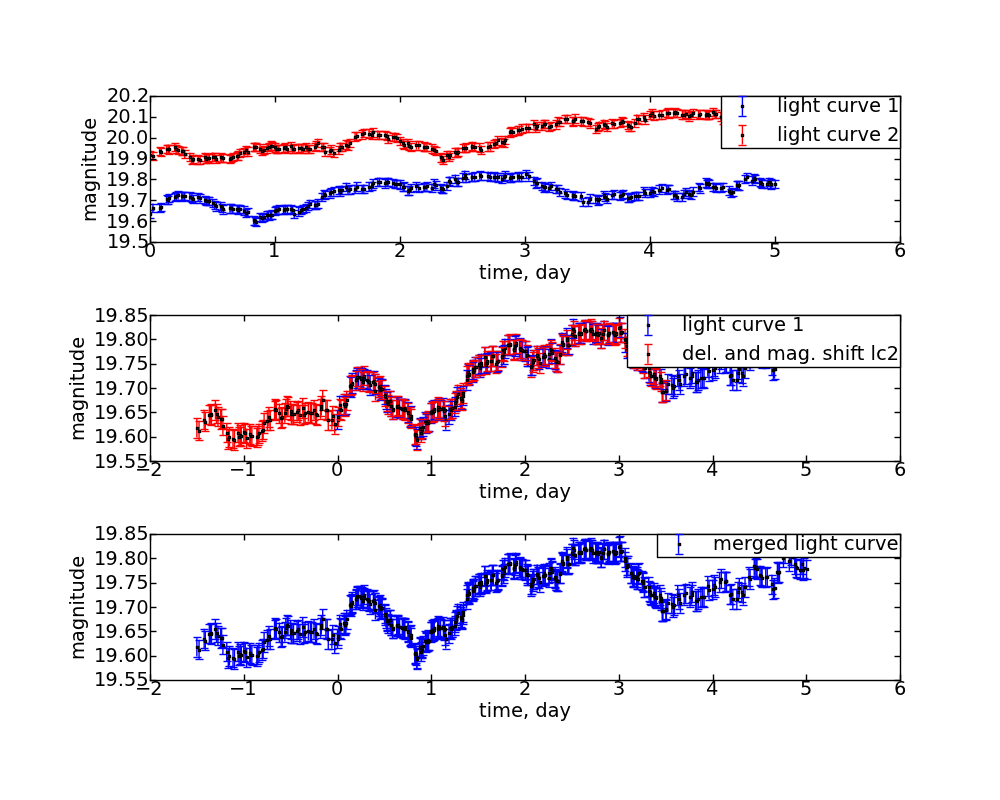 20.2
20.1
20.0
19.9
19.8
19.7
19.6
19.5
magnitude
light curve 1
light curve 2
0 1 2 3 4 5 6
time, day
19.85
19.80
19.75
19.70
19.65
19.60
19.55
magnitude
light curve 1
del. and mag. shift lc2
−2 −1 0 1 2 3 4 5 6
time, day
19.85
19.80
19.75
19.70
19.65
19.60
19.55
magnitude
merged light curve
−2 −1 0 1 2 3 4 5 6
time, day